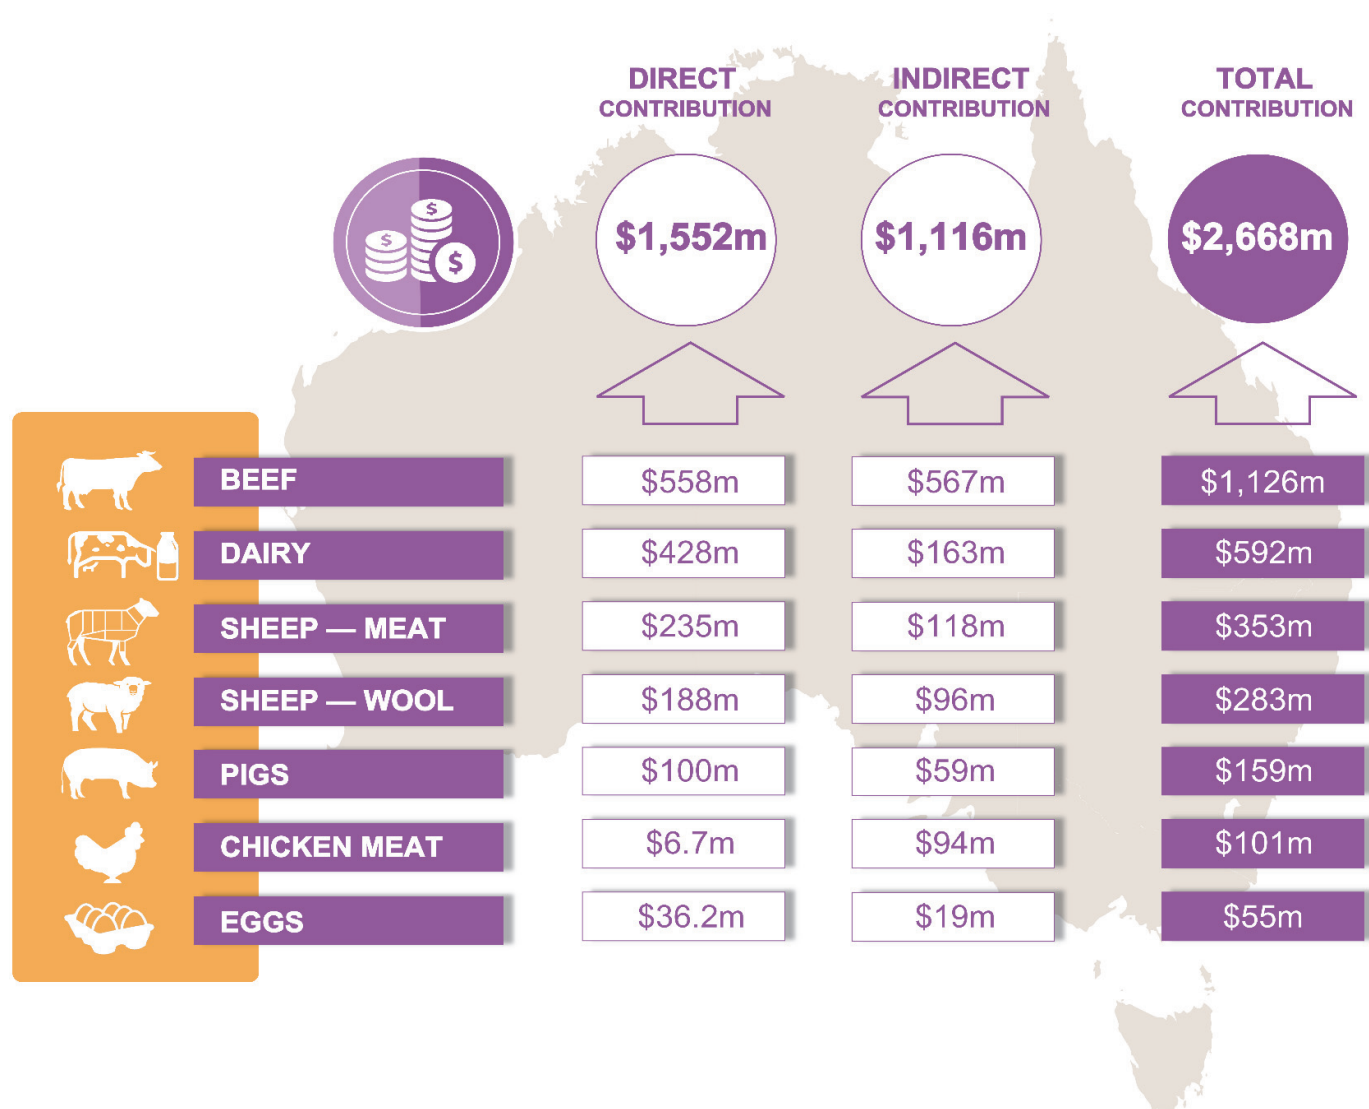 DIRECT
CONTRIBUTION
INDIRECT
CONTRIBUTION
TOTAL
CONTRIBUTION
$ $ $
$1,552m
$1,116m
$2,668m
BEEF $558m $567m $1,126m
DAIRY $428m $163m $592m
SHEEP — MEAT $235m $118m $353m
SHEEP — WOOL $188m $96m $283m
PIGS $100m $59m $159m
CHICKEN MEAT $6.7m $94m $101m
EGGS $36.2m $19m $55m